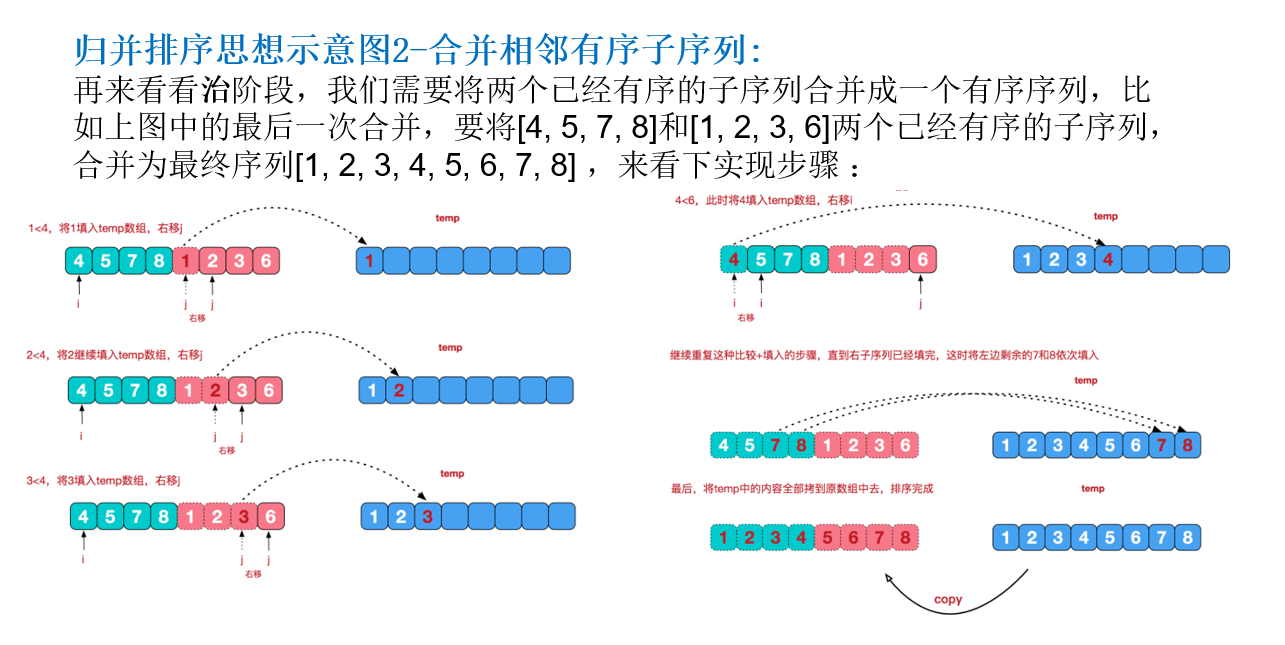 归并排序思想示意图2-合并相邻有序子序列:
再来看看治阶段，我们需要将两个已经有序的子序列合并成一个有序序列，比
如上图中的最后一次合并，要将[4, 5, 7, 8]和[1, 2, 3, 6]两个已经有序的子序列，
合并为最终序列[1, 2, 3, 4, 5, 6, 7, 8] ，来看下实现步骤：
1<4，将1填入temp数组，右移j
temp
4 5 7 8 1 2 3 6
1
i j j
右移
2<4，将2继续填入temp数组，右移j
temp
4 5 7 8 1 2 3 6
1 2
i j j
右移
3<4，将3填入temp数组，右移j
temp
4 5 7 8 1 2 3 6
1 2 3
i j j
右移
4<6，此时将4填入temp数组，右移i
temp
4 5 7 8 1 2 3 6
1 2 3 4
i i j
右移
继续重复这种比较+填入的步骤，直到右子序列已经填完，这时将左边剩余的7和8依次填入
temp
4 5 7 8 1 2 3 6
1 2 3 4 5 6 7 8
最后，将temp中的内容全部拷到原数组中去，排序完成
temp
1 2 3 4 5 6 7 8
1 2 3 4 5 6 7 8
copy